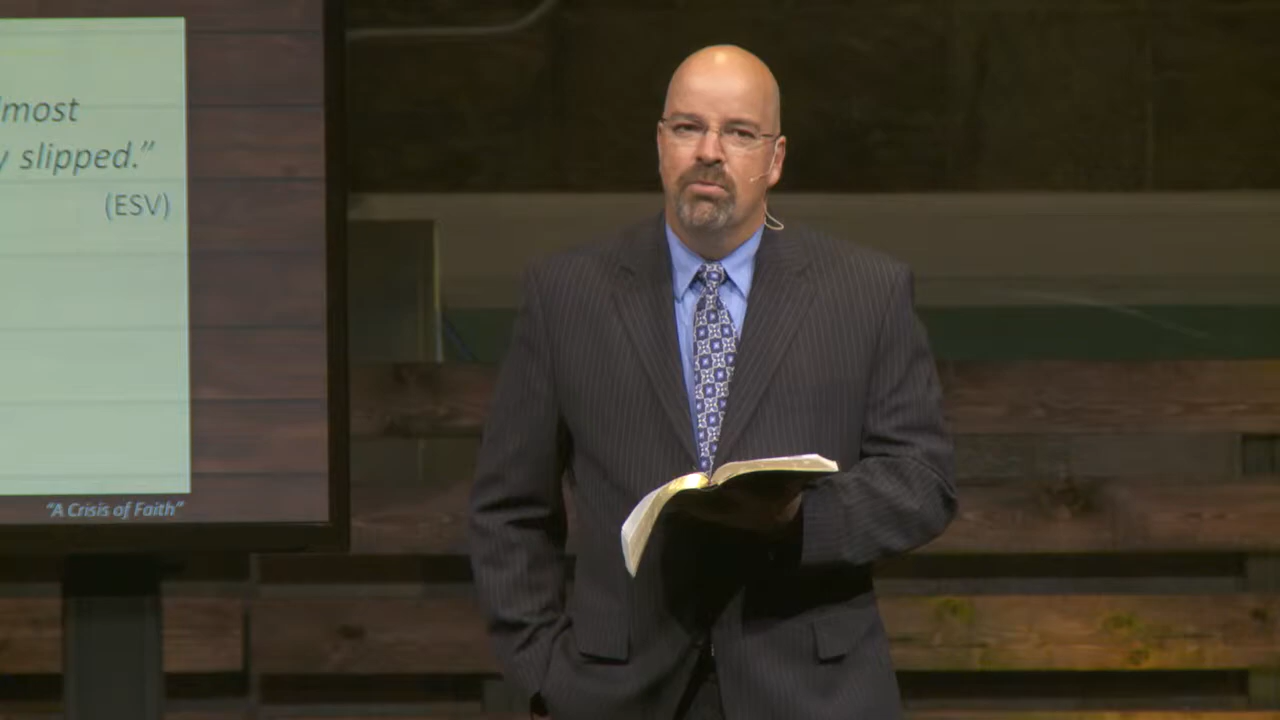 lmost
y slipped.”
(ESV)
“A Crisis of Faith”